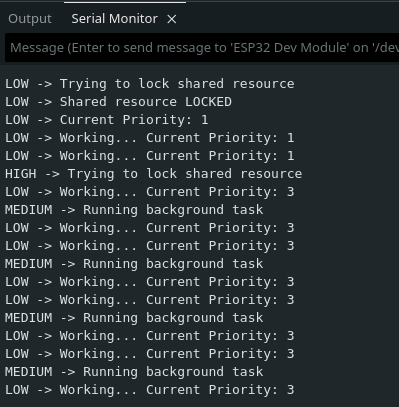 Output Serial Monitor ×
Message (Enter to send message to 'ESP32 Dev Module' on '/dev
LOW -> Trying to lock shared resource
LOW -> Shared resource LOCKED
LOW -> Current Priority: 1
LOW -> Working... Current Priority: 1
LOW -> Working... Current Priority: 1
HIGH -> Trying to lock shared resource
LOW -> Working... Current Priority: 3
MEDIUM -> Running background task
LOW -> Working... Current Priority: 3
LOW -> Working... Current Priority: 3
MEDIUM -> Running background task
LOW -> Working... Current Priority: 3
LOW -> Working... Current Priority: 3
MEDIUM -> Running background task
LOW -> Working... Current Priority: 3
LOW -> Working... Current Priority: 3
MEDIUM -> Running background task
LOW -> Working... Current Priority: 3